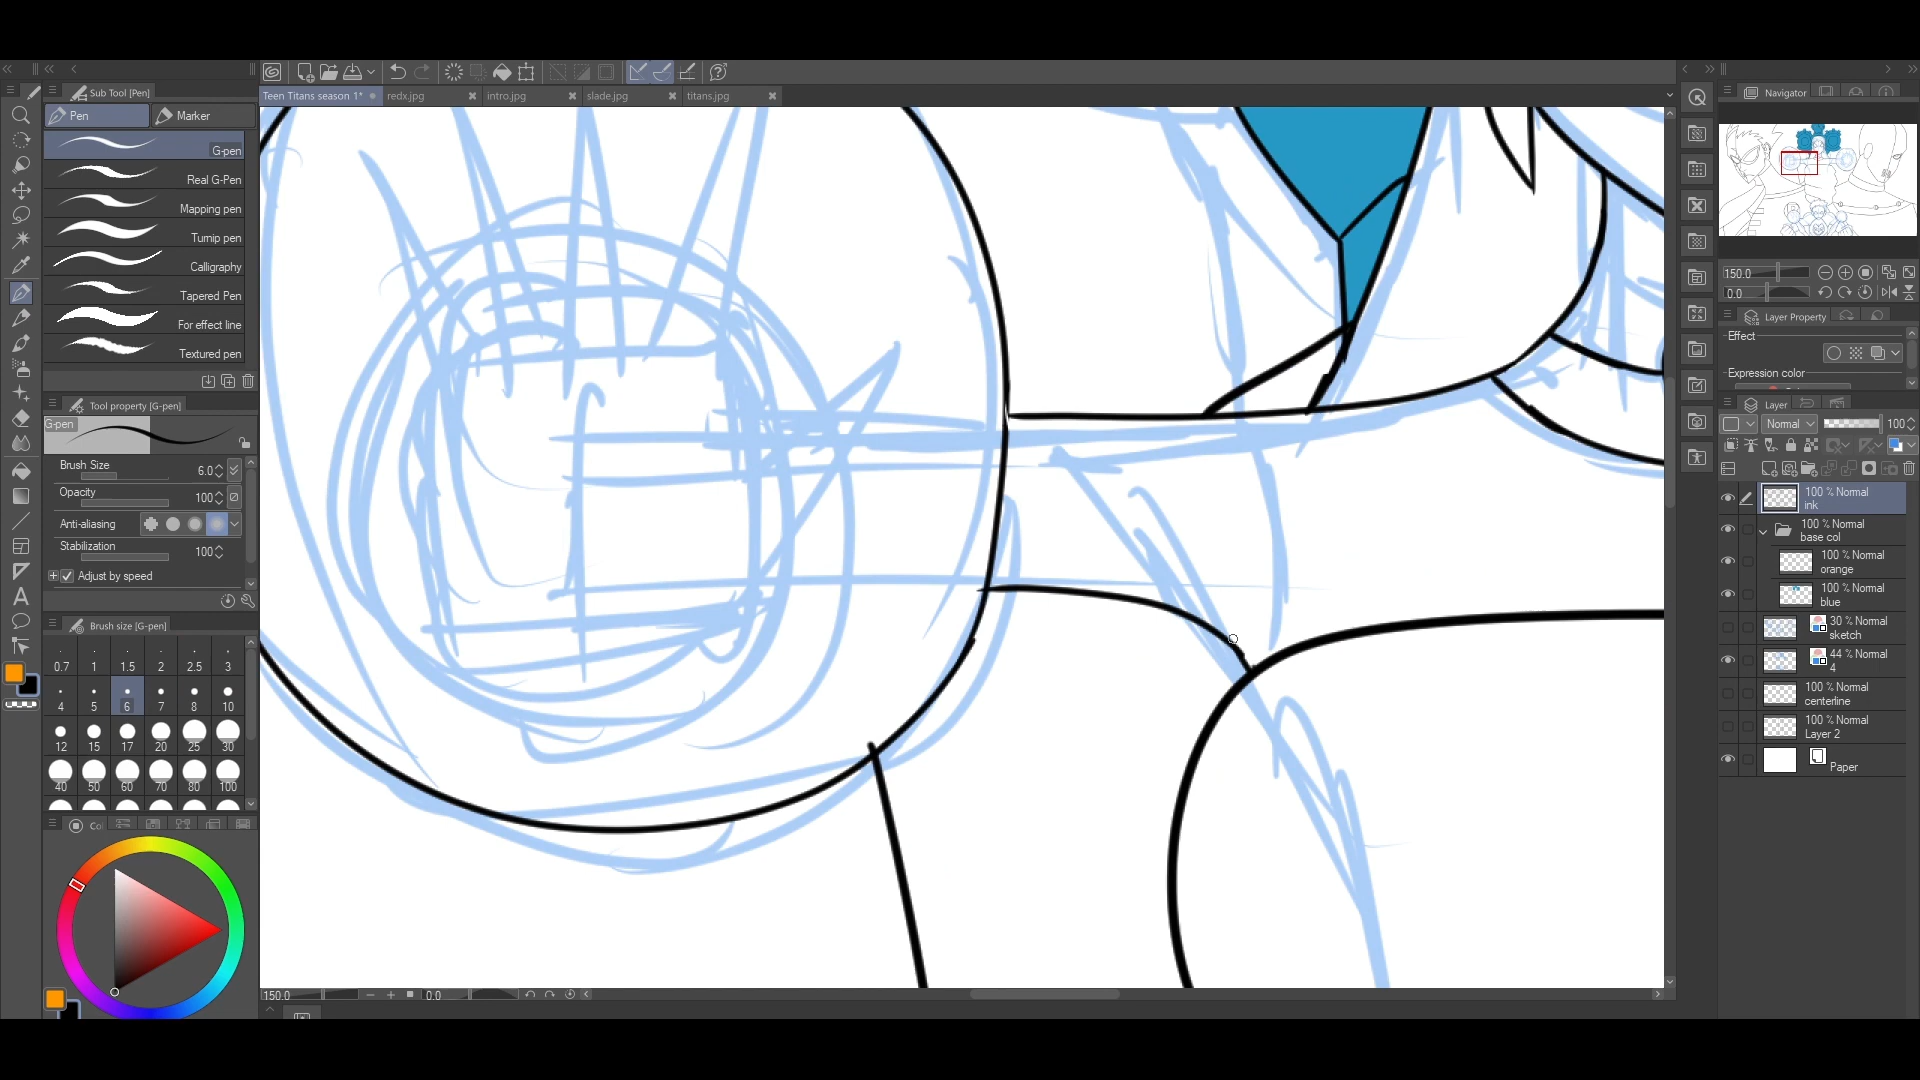 Sub Tool [Pen]
Pen
Marker
G-pen
Real G-Pen
Mapping pen
Turnip pen
Calligraphy
Tapered Pen
For effect line
Textured pen
Tool property [G-pen]
G-pen
Brush Size
6.0
Opacity
100
Anti-aliasing
Stabilization
100
Adjust by speed
Brush size [G-pen]
0.7 1 1.5 2 2.5 3
4 5 6 7 8 10
12 15 17 20 25 30
40 50 60 70 80 100
Co
Teen Titans season 1*
redx.jpg
intro.jpg
slade.jpg
titans.jpg
150.0
0.0
Navigator
150.0
0.0
Layer Property
Effect
Expression color
Layer
Normal
100
100 % Normal
ink
100 % Normal
base col
100 % Normal
orange
100 % Normal
blue
30 % Normal
sketch
44 % Normal
4
100 % Normal
centerline
100 % Normal
Layer 2
Paper